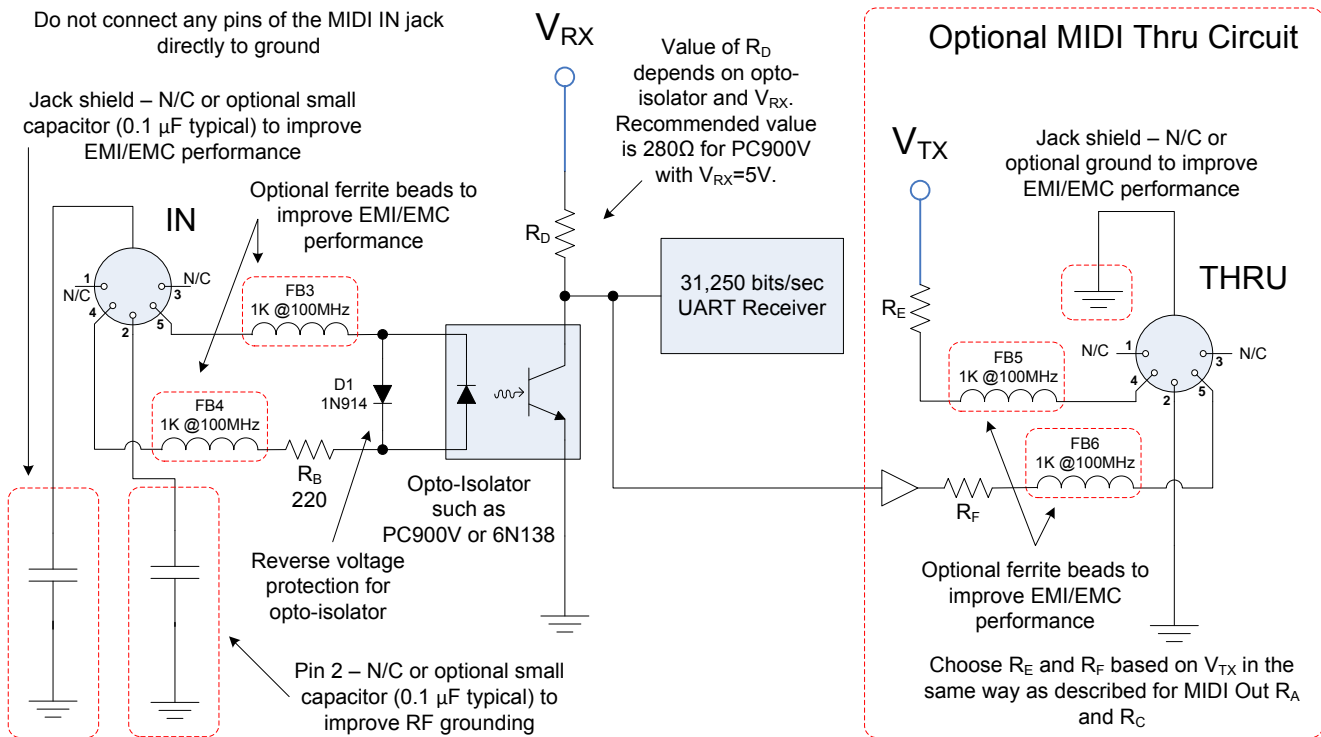 Do not connect any pins of the MIDI IN jack
directly to ground
Jack shield – N/C or optional small
capacitor (0.1 μF typical) to improve
EMI/EMC performance
Optional ferrite beads to
improve EMI/EMC
performance
IN
1
N/C
N/C
3
4
2
5
FB3
1K @100MHz
FB4
1K @100MHz
RB
220
D1
1N914
Reverse voltage
protection for
opto-isolator
Opto-Isolator
such as
PC900V or 6N138
Pin 2 – N/C or optional small
capacitor (0.1 μF typical) to
improve RF grounding
VRX
Value of RD
depends on opto-
isolator and VRX.
Recommended value
is 280Ω for PC900V
with VRX=5V.
RD
31,250 bits/sec
UART Receiver
Optional MIDI Thru Circuit
VTX
Jack shield – N/C or
optional ground to improve
EMI/EMC performance
RE
THRU
N/C
1
3
N/C
4
2
5
FB5
1K @100MHz
FB6
1K @100MHz
RF
Optional ferrite beads to
improve EMI/EMC
performance
Choose RE and RF based on VTX in the
same way as described for MIDI Out RA
and RC